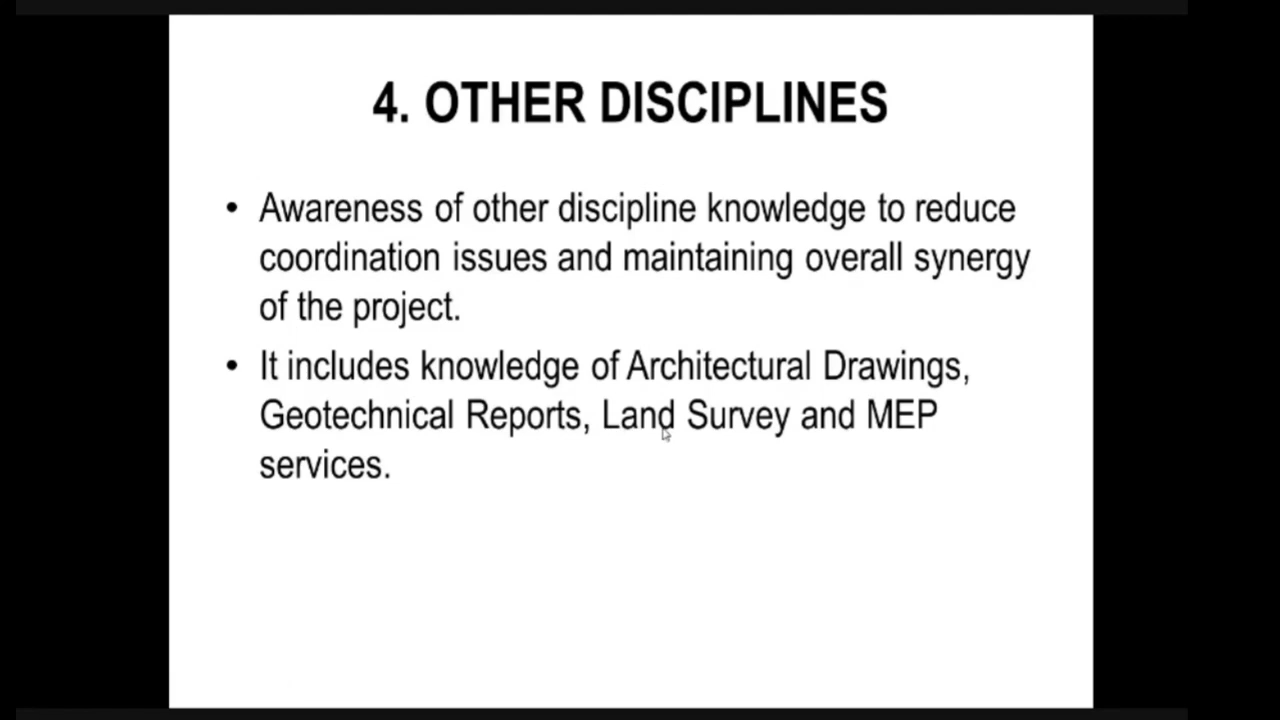 4. OTHER DISCIPLINES
• Awareness of other discipline knowledge to reduce
coordination issues and maintaining overall synergy
of the project.
• It includes knowledge of Architectural Drawings,
Geotechnical Reports, Land Survey and MEP
services.